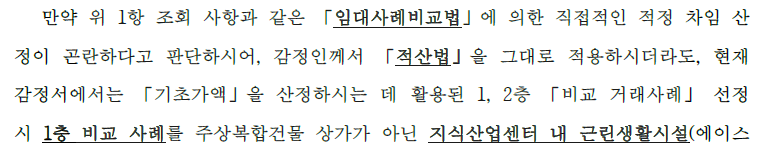 만약 위 1항 조회 사항과 같은 「임대사례비교법」에 의한 직접적인 적정 차임 산
정이 곤란하다고 판단하시어, 감정인께서 「적산법」을 그대로 적용하시더라도, 현재
감정서에서는 「기초가액」을 산정하시는 데 활용된 1, 2층 「비교 거래사례」 선정
시 1층 비교 사례를 주상복합건물 상가가 아닌 지식산업센터 내 근린생활시설(에이스